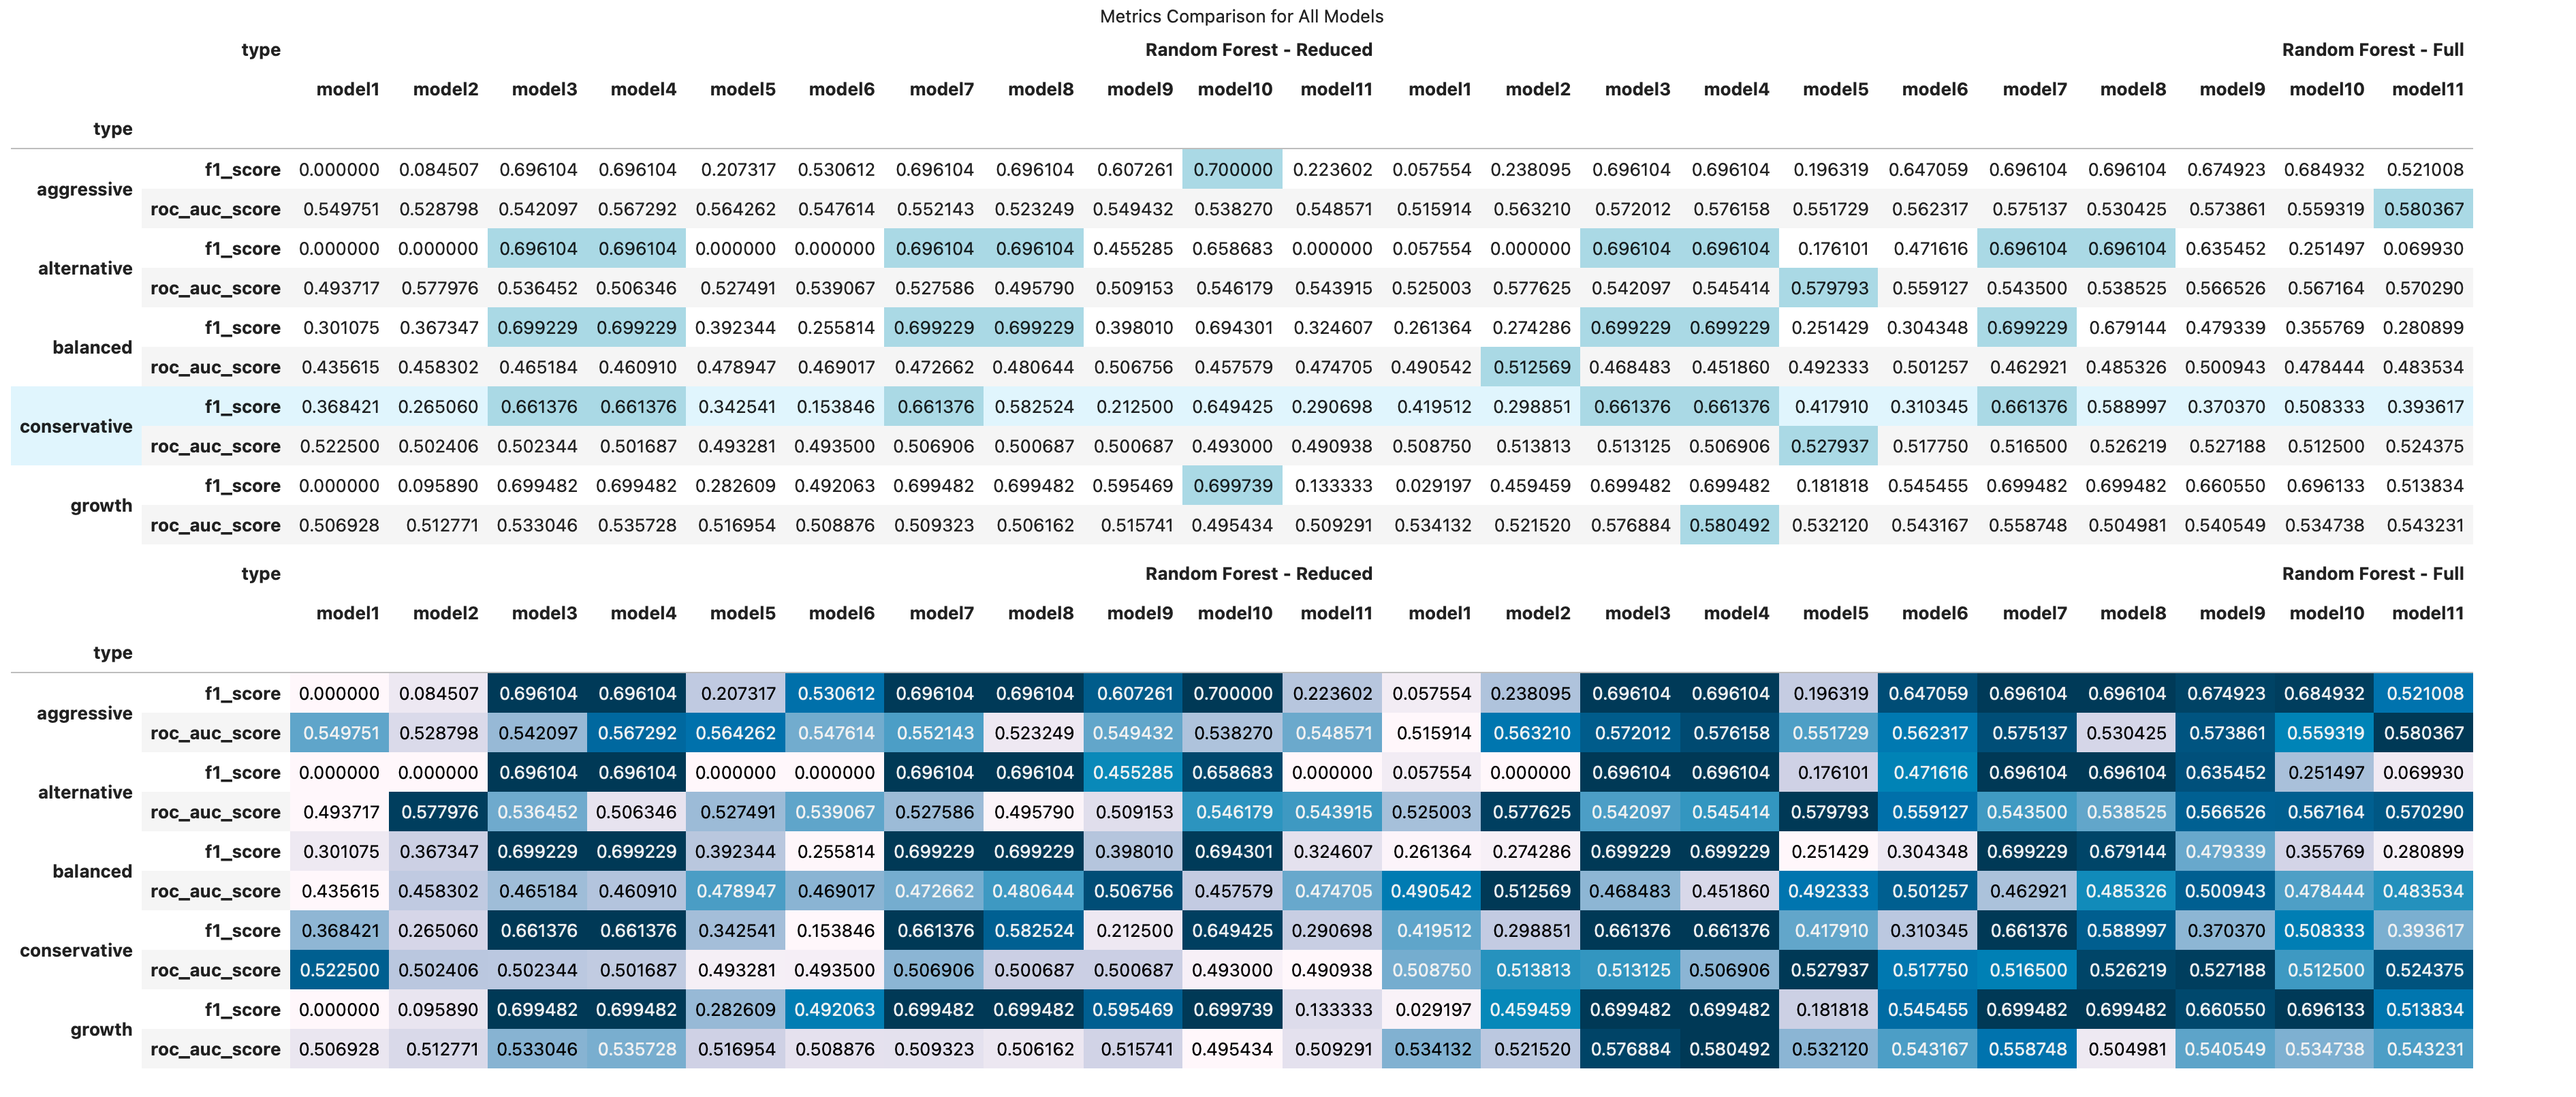 Metrics Comparison for All Models
type Random Forest - Reduced Random Forest - Full
model1 model2 model3 model4 model5 model6 model7 model8 model9 model10 model11 model1 model2 model3 model4 model5 model6 model7 model8 model9 model10 model11
type
aggressive f1_score 0.000000 0.084507 0.696104 0.696104 0.207317 0.530612 0.696104 0.696104 0.607261 0.700000 0.223602 0.057554 0.238095 0.696104 0.696104 0.196319 0.647059 0.696104 0.696104 0.674923 0.684932 0.521008
roc_auc_score 0.549751 0.528798 0.542097 0.567292 0.564262 0.547614 0.552143 0.523249 0.549432 0.538270 0.548571 0.515914 0.563210 0.572012 0.576158 0.551729 0.562317 0.575137 0.530425 0.573861 0.559319 0.580367
alternative f1_score 0.000000 0.000000 0.696104 0.696104 0.000000 0.000000 0.696104 0.696104 0.455285 0.658683 0.000000 0.057554 0.000000 0.696104 0.696104 0.176101 0.471616 0.696104 0.696104 0.635452 0.251497 0.069930
roc_auc_score 0.493717 0.577976 0.536452 0.506346 0.527491 0.539067 0.527586 0.495790 0.509153 0.546179 0.543915 0.525003 0.577625 0.542097 0.545414 0.579793 0.559127 0.543500 0.538525 0.566526 0.567164 0.570290
balanced f1_score 0.301075 0.367347 0.699229 0.699229 0.392344 0.255814 0.699229 0.699229 0.398010 0.694301 0.324607 0.261364 0.274286 0.699229 0.699229 0.251429 0.304348 0.699229 0.679144 0.479339 0.355769 0.280899
roc_auc_score 0.435615 0.458302 0.465184 0.460910 0.478947 0.469017 0.472662 0.480644 0.506756 0.457579 0.474705 0.490542 0.512569 0.468483 0.451860 0.492333 0.501257 0.462921 0.485326 0.500943 0.478444 0.483534
conservative f1_score 0.368421 0.265060 0.661376 0.661376 0.342541 0.153846 0.661376 0.582524 0.212500 0.649425 0.290698 0.419512 0.298851 0.661376 0.661376 0.417910 0.310345 0.661376 0.588997 0.370370 0.508333 0.393617
roc_auc_score 0.522500 0.502406 0.502344 0.501687 0.493281 0.493500 0.506906 0.500687 0.500687 0.493000 0.490938 0.508750 0.513813 0.513125 0.506906 0.527937 0.517750 0.516500 0.526219 0.527188 0.512500 0.524375
growth f1_score 0.000000 0.095890 0.699482 0.699482 0.282609 0.492063 0.699482 0.699482 0.595469 0.699739 0.133333 0.029197 0.459459 0.699482 0.699482 0.181818 0.545455 0.699482 0.699482 0.660550 0.696133 0.513834
roc_auc_score 0.506928 0.512771 0.533046 0.535728 0.516954 0.508876 0.509323 0.506162 0.515741 0.495434 0.509291 0.534132 0.521520 0.576884 0.580492 0.532120 0.543167 0.558748 0.504981 0.540549 0.534738 0.543231
type Random Forest - Reduced Random Forest - Full
model1 model2 model3 model4 model5 model6 model7 model8 model9 model10 model11 model1 model2 model3 model4 model5 model6 model7 model8 model9 model10 model11
type
aggressive f1_score 0.000000 0.084507 0.696104 0.696104 0.207317 0.530612 0.696104 0.696104 0.607261 0.700000 0.223602 0.057554 0.238095 0.696104 0.696104 0.196319 0.647059 0.696104 0.696104 0.674923 0.684932 0.521008
roc_auc_score 0.549751 0.528798 0.542097 0.567292 0.564262 0.547614 0.552143 0.523249 0.549432 0.538270 0.548571 0.515914 0.563210 0.572012 0.576158 0.551729 0.562317 0.575137 0.530425 0.573861 0.559319 0.580367
alternative f1_score 0.000000 0.000000 0.696104 0.696104 0.000000 0.000000 0.696104 0.696104 0.455285 0.658683 0.000000 0.057554 0.000000 0.696104 0.696104 0.176101 0.471616 0.696104 0.696104 0.635452 0.251497 0.069930
roc_auc_score 0.493717 0.577976 0.536452 0.506346 0.527491 0.539067 0.527586 0.495790 0.509153 0.546179 0.543915 0.525003 0.577625 0.542097 0.545414 0.579793 0.559127 0.543500 0.538525 0.566526 0.567164 0.570290
balanced f1_score 0.301075 0.367347 0.699229 0.699229 0.392344 0.255814 0.699229 0.699229 0.398010 0.694301 0.324607 0.261364 0.274286 0.699229 0.699229 0.251429 0.304348 0.699229 0.679144 0.479339 0.355769 0.280899
roc_auc_score 0.435615 0.458302 0.465184 0.460910 0.478947 0.469017 0.472662 0.480644 0.506756 0.457579 0.474705 0.490542 0.512569 0.468483 0.451860 0.492333 0.501257 0.462921 0.485326 0.500943 0.478444 0.483534
conservative f1_score 0.368421 0.265060 0.661376 0.661376 0.342541 0.153846 0.661376 0.582524 0.212500 0.649425 0.290698 0.419512 0.298851 0.661376 0.661376 0.417910 0.310345 0.661376 0.588997 0.370370 0.508333 0.393617
roc_auc_score 0.522500 0.502406 0.502344 0.501687 0.493281 0.493500 0.506906 0.500687 0.500687 0.493000 0.490938 0.508750 0.513813 0.513125 0.506906 0.527937 0.517750 0.516500 0.526219 0.527188 0.512500 0.524375
growth f1_score 0.000000 0.095890 0.699482 0.699482 0.282609 0.492063 0.699482 0.699482 0.595469 0.699739 0.133333 0.029197 0.459459 0.699482 0.699482 0.181818 0.545455 0.699482 0.699482 0.660550 0.696133 0.513834
roc_auc_score 0.506928 0.512771 0.533046 0.535728 0.516954 0.508876 0.509323 0.506162 0.515741 0.495434 0.509291 0.534132 0.521520 0.576884 0.580492 0.532120 0.543167 0.558748 0.504981 0.540549 0.534738 0.543231